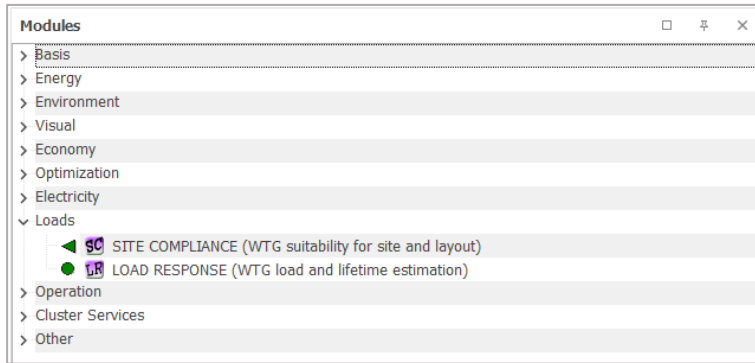 Modules
Basis
Energy
Environment
Visual
Economy
Optimization
Electricity
Loads
SC SITE COMPLIANCE (WTG suitability for site and layout)
LR LOAD RESPONSE (WTG load and lifetime estimation)
Operation
Cluster Services
Other